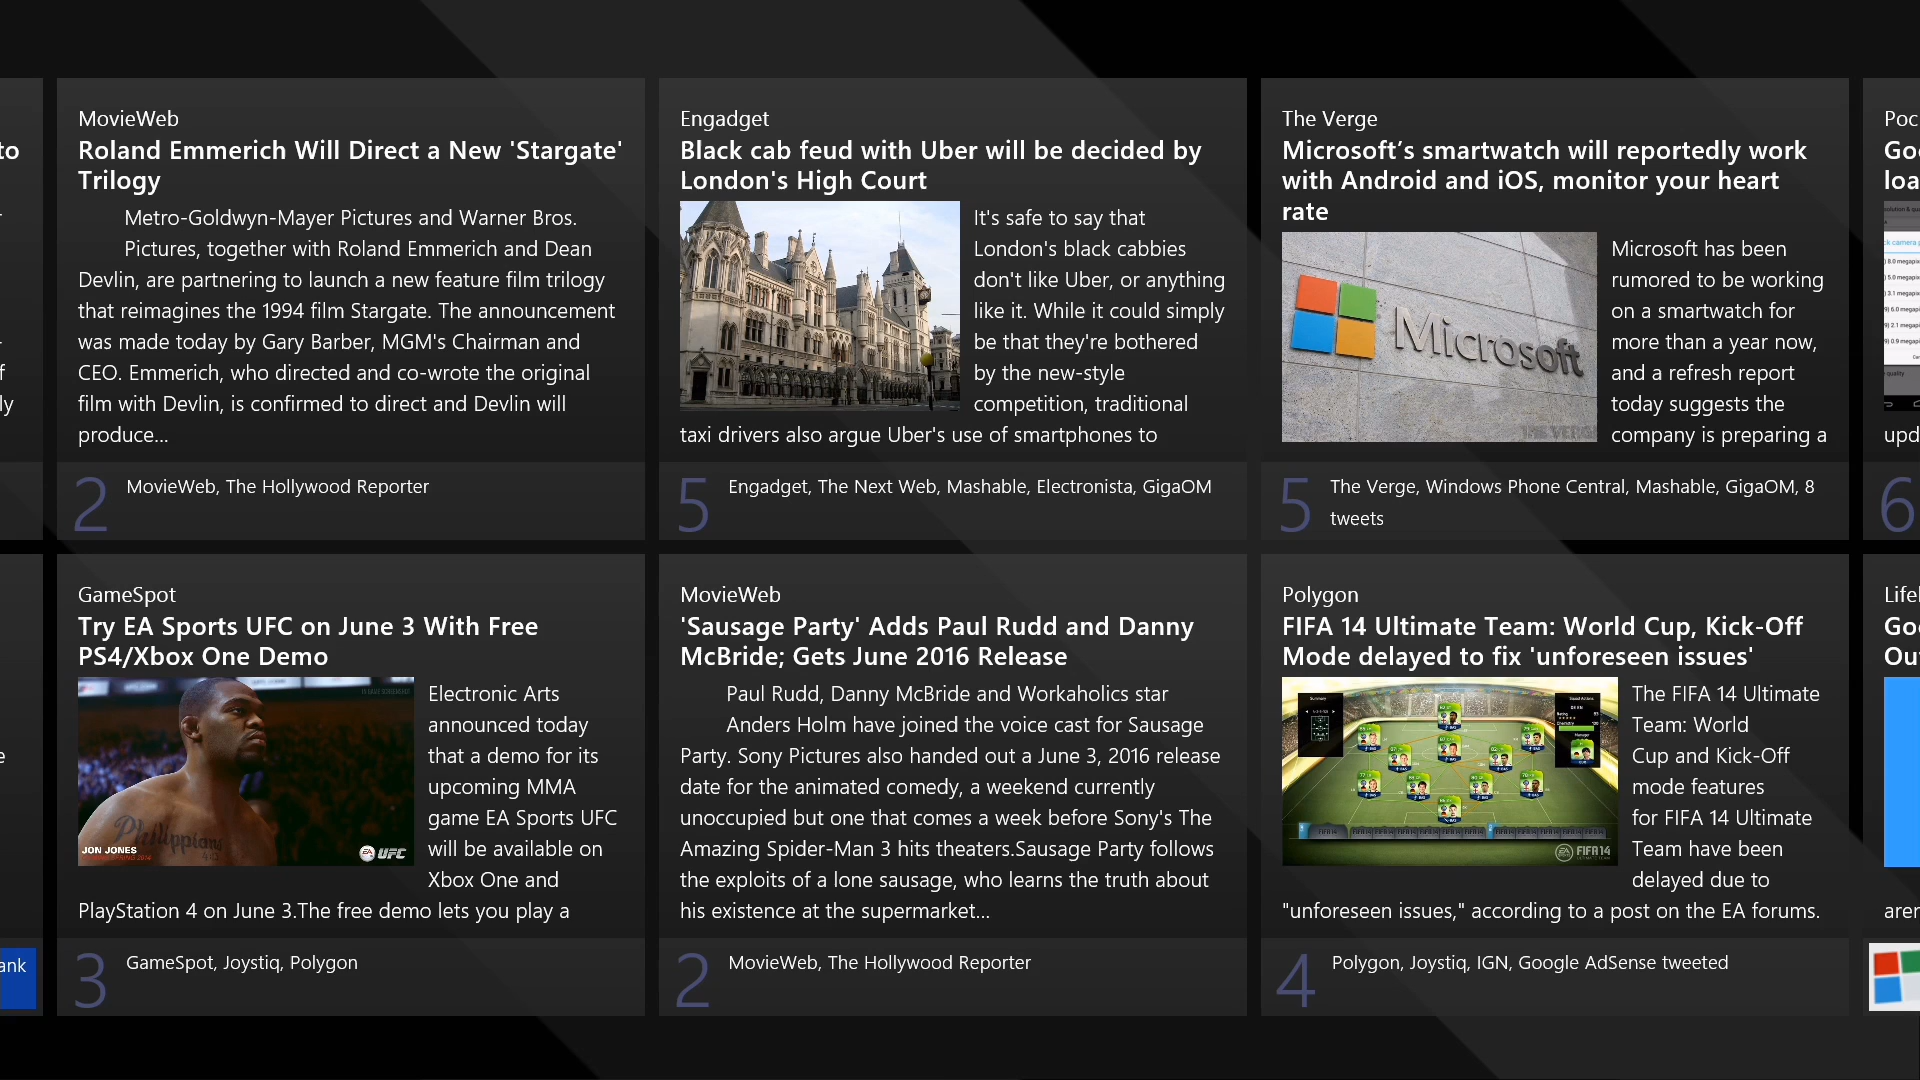 to
f
ly
MovieWeb
Roland Emmerich Will Direct a New 'Stargate'
Trilogy
Metro-Goldwyn-Mayer Pictures and Warner Bros.
Pictures, together with Roland Emmerich and Dean
Devlin, are partnering to launch a new feature film trilogy
that reimagines the 1994 film Stargate. The announcement
was made today by Gary Barber, MGM's Chairman and
CEO. Emmerich, who directed and co-wrote the original
film with Devlin, is confirmed to direct and Devlin will
produce...
2
MovieWeb, The Hollywood Reporter
Engadget
Black cab feud with Uber will be decided by
London's High Court
It's safe to say that
London's black cabbies
don't like Uber, or anything
like it. While it could simply
be that they're bothered
by the new-style
competition, traditional
taxi drivers also argue Uber's use of smartphones to
5
Engadget, The Next Web, Mashable, Electronista, GigaOM
The Verge
Microsoft’s smartwatch will reportedly work
with Android and iOS, monitor your heart
rate
Microsoft
THE VERGE
Microsoft has been
rumored to be working
on a smartwatch for
more than a year now,
and a refresh report
today suggests the
company is preparing a
5
The Verge, Windows Phone Central, Mashable, GigaOM, 8
tweets
Poc
Goo
loa
upd
6
e
ank
GameSpot
Try EA Sports UFC on June 3 With Free
PS4/Xbox One Demo
Philippians
4:13
JON JONES
EA UFC
Electronic Arts
announced today
that a demo for its
upcoming MMA
game EA Sports UFC
will be available on
Xbox One and
PlayStation 4 on June 3.The free demo lets you play a
3
GameSpot, Joystiq, Polygon
MovieWeb
'Sausage Party' Adds Paul Rudd and Danny
McBride; Gets June 2016 Release
Paul Rudd, Danny McBride and Workaholics star
Anders Holm have joined the voice cast for Sausage
Party. Sony Pictures also handed out a June 3, 2016 release
date for the animated comedy, a weekend currently
unoccupied but one that comes a week before Sony's The
Amazing Spider-Man 3 hits theaters.Sausage Party follows
the exploits of a lone sausage, who learns the truth about
his existence at the supermarket...
2
MovieWeb, The Hollywood Reporter
Polygon
FIFA 14 Ultimate Team: World Cup, Kick-Off
Mode delayed to fix 'unforeseen issues'
FIFA 14
The FIFA 14 Ultimate
Team: World
Cup and Kick-Off
mode features
for FIFA 14 Ultimate
Team have been
delayed due to
"unforeseen issues," according to a post on the EA forums.
4
Polygon, Joystiq, IGN, Google AdSense tweeted
Life
Goo
Ou
aren